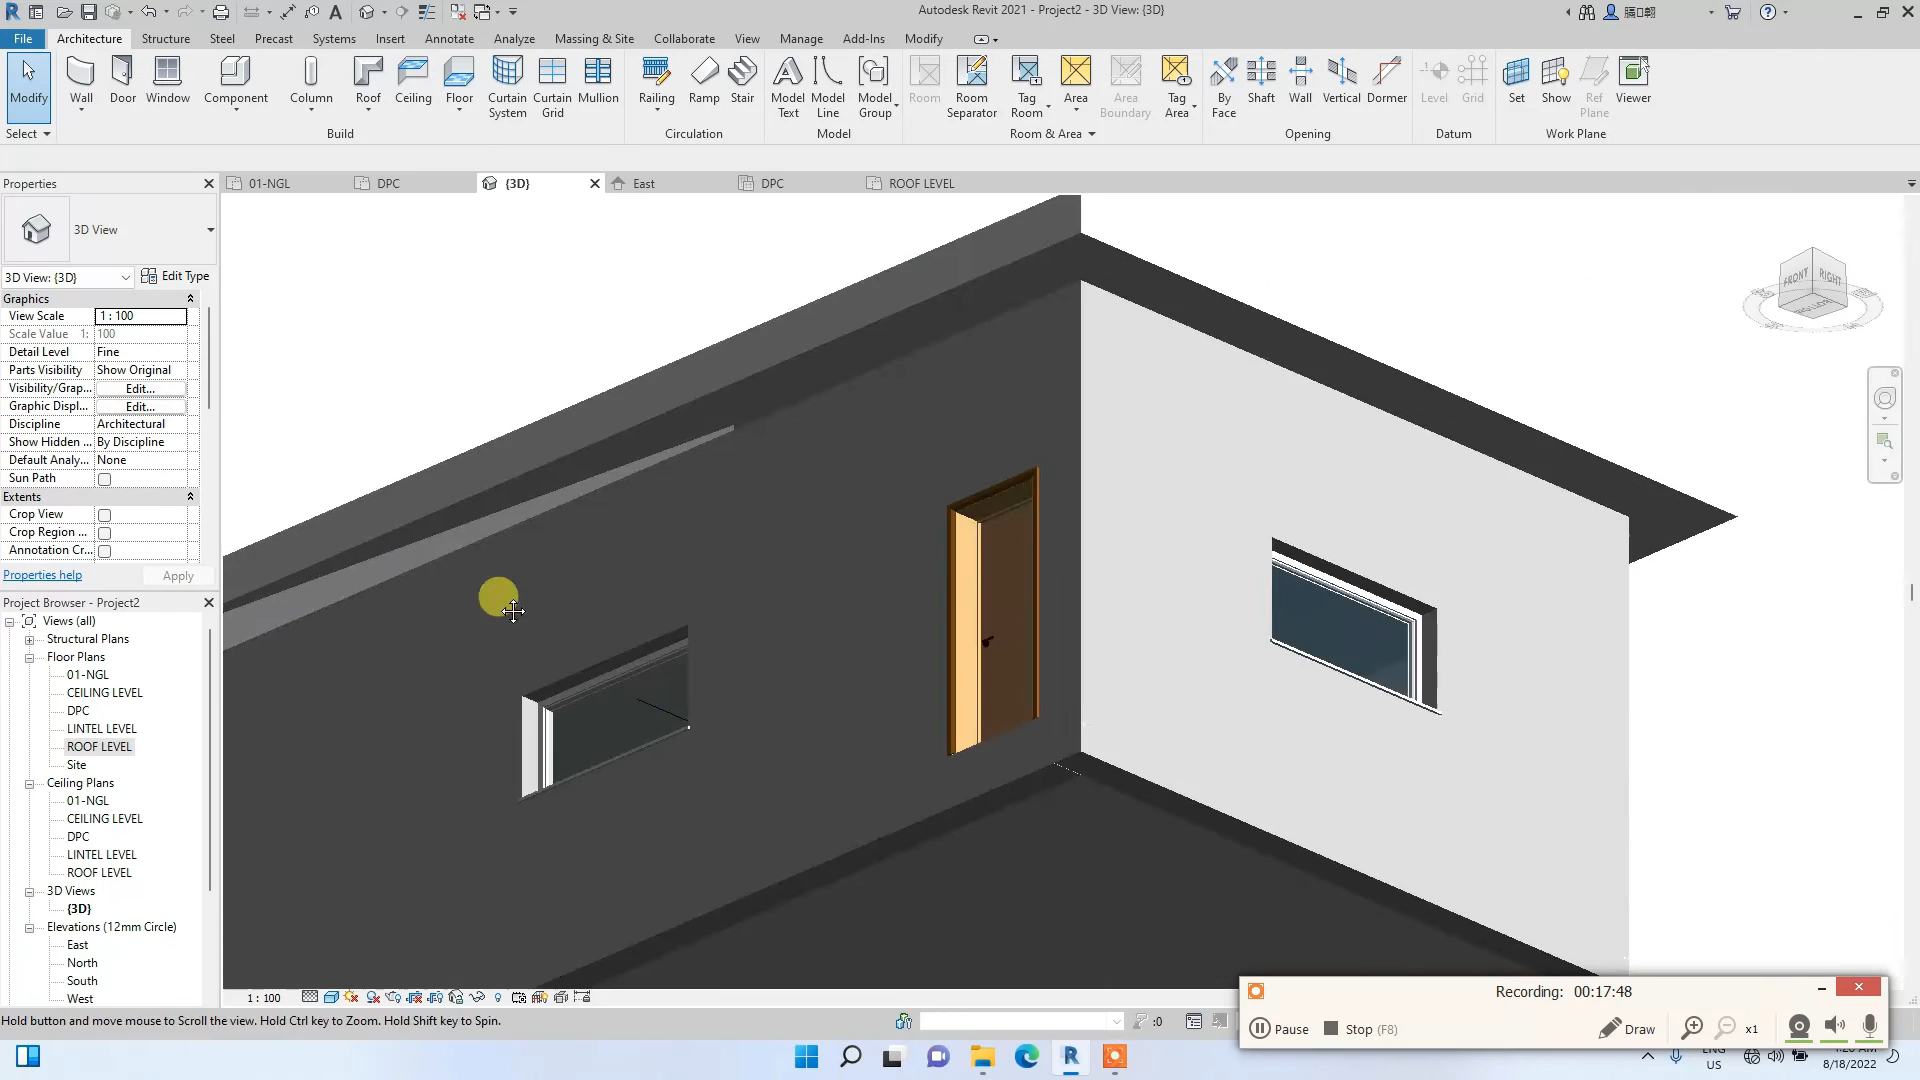 Autodesk Revit 2021 - Project2 - 3D View: {3D}
File Architecture Structure Steel Precast Systems Insert Annotate Analyze Massing & Site Collaborate View Manage Add-Ins Modify
Modify Wall Door Window Component Column Roof Ceiling Floor Curtain System Curtain Grid Mullion Railing Ramp Stair Model Text Model Line Model Group Room Room Separator Tag Room Area Area Boundary Tag Area By Face Shaft Wall Vertical Dormer Level Grid Set Show Ref Plane Viewer
Select Build Circulation Model Room & Area Opening Datum Work Plane
Properties
01-NGL DPC {3D} East DPC ROOF LEVEL
3D View
3D View: {3D} Edit Type
Graphics
View Scale 1 : 100
Scale Value 1: 100
Detail Level Fine
Parts Visibility Show Original
Visibility/Grap... Edit...
Graphic Displ... Edit...
Discipline Architectural
Show Hidden ... By Discipline
Default Analy... None
Sun Path
Extents
Crop View
Crop Region ...
Annotation Cr...
Properties help Apply
FRONT RIGHT
BOTTOM
Project Browser - Project2
Views (all)
Structural Plans
Floor Plans
01-NGL
CEILING LEVEL
DPC
LINTEL LEVEL
ROOF LEVEL
Site
Ceiling Plans
01-NGL
CEILING LEVEL
DPC
LINTEL LEVEL
ROOF LEVEL
3D Views
{3D}
Elevations (12mm Circle)
East
North
South
West
1 : 100
Recording: 00:17:48
Pause Stop (F8) Draw x1
Hold button and move mouse to Scroll the view. Hold Ctrl key to Zoom. Hold Shift key to Spin.
:0
ENG
US
8/18/2022